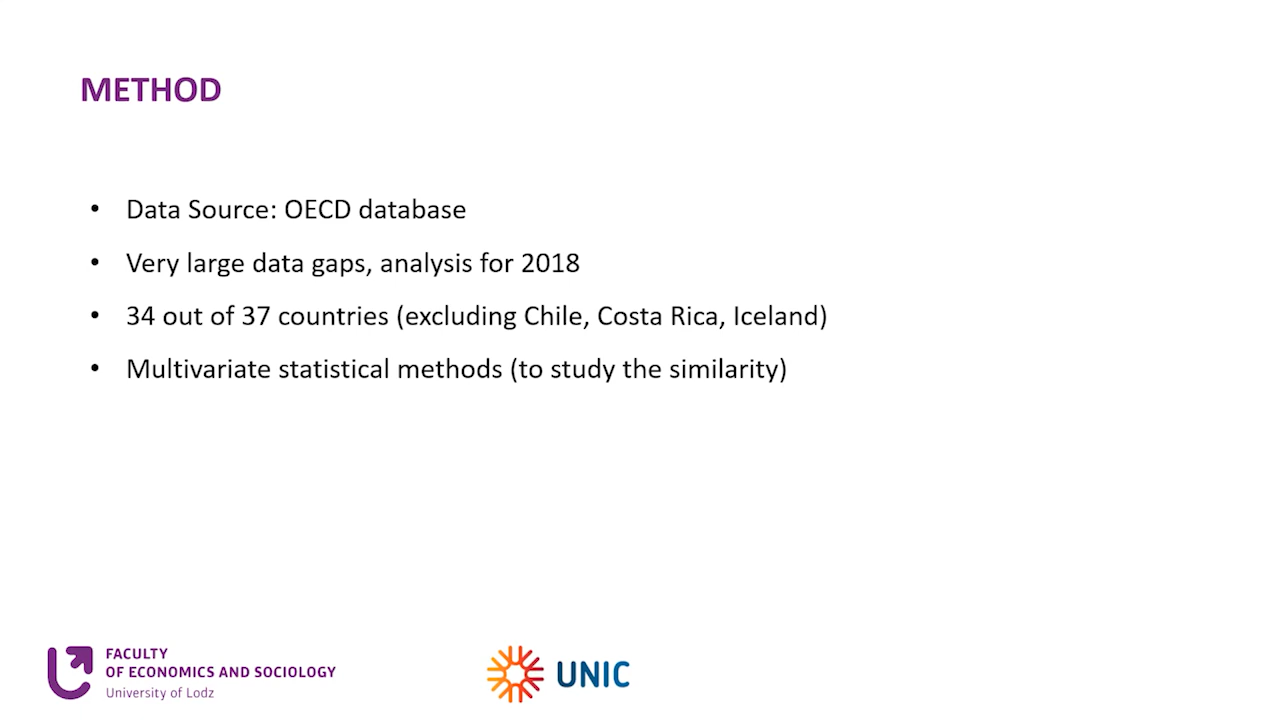 METHOD
• Data Source: OECD database
• Very large data gaps, analysis for 2018
• 34 out of 37 countries (excluding Chile, Costa Rica, Iceland)
• Multivariate statistical methods (to study the similarity)
FACULTY
OF ECONOMICS AND SOCIOLOGY
University of Lodz
UNIC